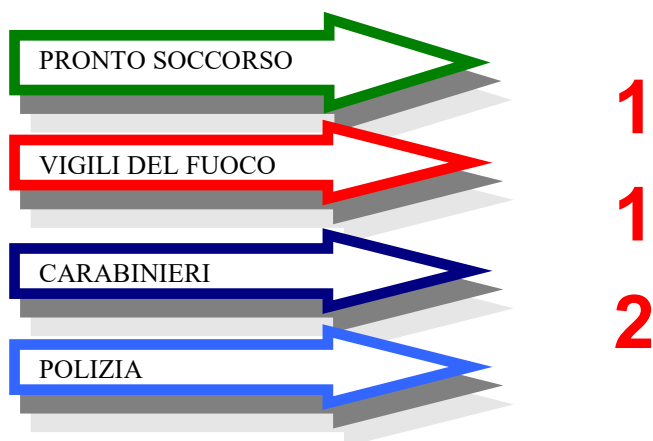 PRONTO SOCCORSO
VIGILI DEL FUOCO
CARABINIERI
POLIZIA
1
1
2